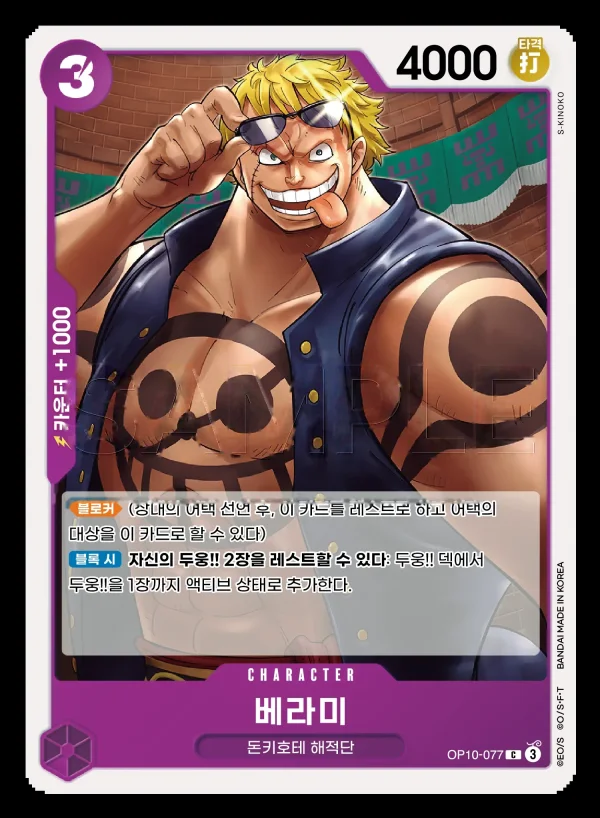 3
4000
타격
打
S-KINOKO
카운터 +1000
SAMPLE
블로커 (상대의 어택 선언 후, 이 카드를 레스트로 하고 어택의
대상을 이 카드로 할 수 있다)
블록 시 자신의 두웅!! 2장을 레스트할 수 있다: 두웅!! 덱에서
두웅!!을 1장까지 액티브 상태로 추가한다.
CHARACTER
베라미
돈키호테 해적단
OP10-077 C 3
©EO/S ©O/S·F·T BANDAI MADE IN KOREA